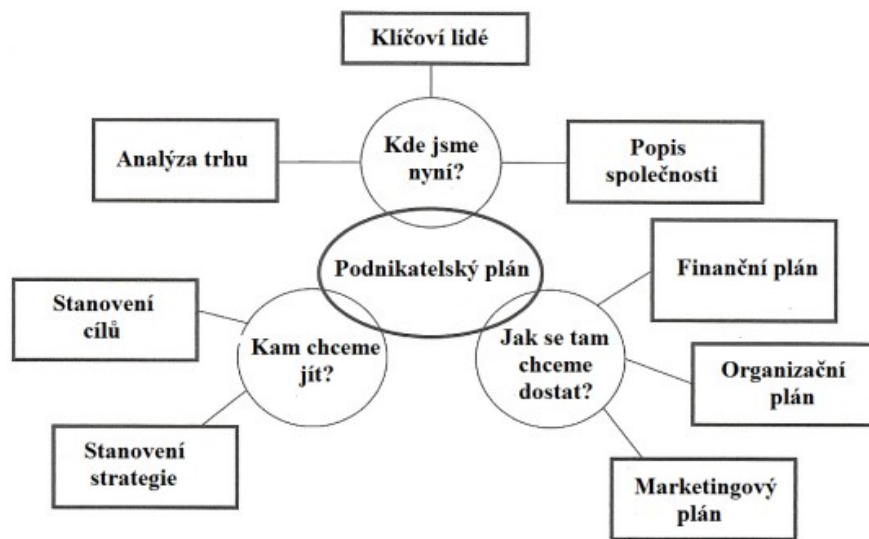 Klíčoví lidé
Analýza trhu
Kde jsme
nyní?
Popis
společnosti
Podnikatelský plán
Finanční plán
Stanovení
cílů
Kam chceme
jít?
Jak se tam
chceme
dostat?
Organizační
plán
Stanovení
strategie
Marketingový
plán